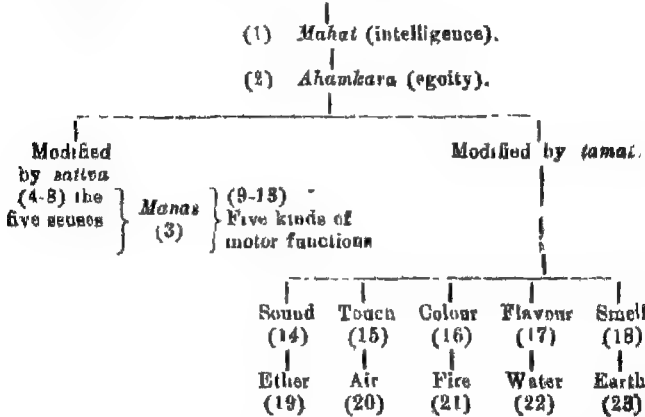 (1) Mahat (intelligence).
(2) Ahamkara (egoity).
Modified
by sattva
(4-8) the
five senses
Manas
(3)
(9-13)
Five kinds of
motor functions
Modified by tamas.
Sound Touch Colour Flavour Smell
(14) (15) (16) (17) (18)
Ether Air Fire Water Earth
(19) (20) (21) (22) (23)